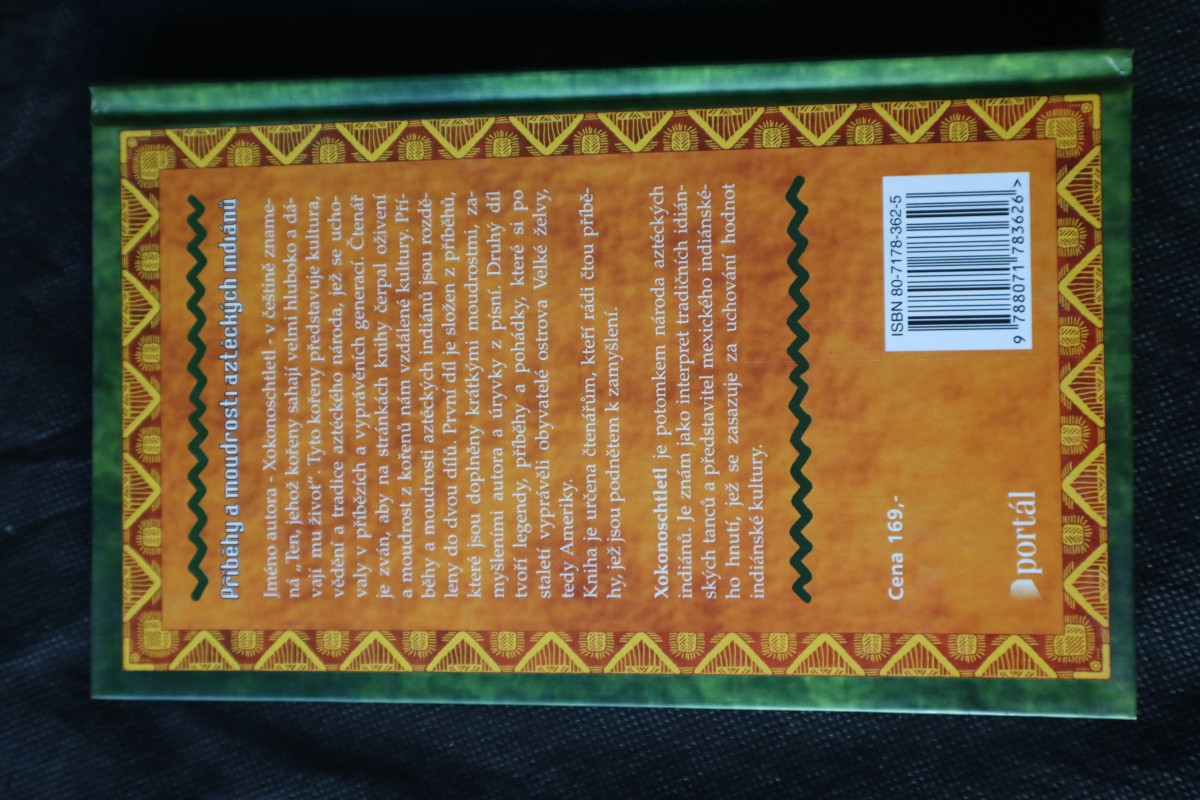 Příběhy a moudrosti aztéckých indiánů
Jméno autora - Xokonoschtletl - v češtině zname-
ná „Ten, jehož kořeny sahají velmi hluboko a dá-
vají mu život“. Tyto kořeny představuje kultura,
vědění a tradice aztéckého národa, jež se ucho-
valy v příbězích a vyprávěních generací. Čtenář
je zván, aby na stránkách knihy čerpal oživení
a moudrost z kořenů nám vzdálené kultury. Pří-
běhy a moudrosti aztéckých indiánů jsou rozdě-
leny do dvou dílů. První díl je složen z příběhů,
které jsou doplněny krátkými moudrostmi, za-
myšleními autora a úryvky z písní. Druhý díl
tvoří legendy, příběhy a pohádky, které si po
staletí vyprávěli obyvatelé ostrova Velké želvy,
tedy Ameriky.
Kniha je určena čtenářům, kteří rádi čtou příbě-
hy, jež jsou podnětem k zamyšlení.
Xokonoschtletl je potomkem národa aztéckých
indiánů. Je znám jako interpret tradičních indián-
ských tanců a představitel mexického indiánské-
ho hnutí, jež se zasazuje za uchování hodnot
indiánské kultury.
Cena 169,-
ISBN 80-7178-362-5
9 788071 783626 >
portál